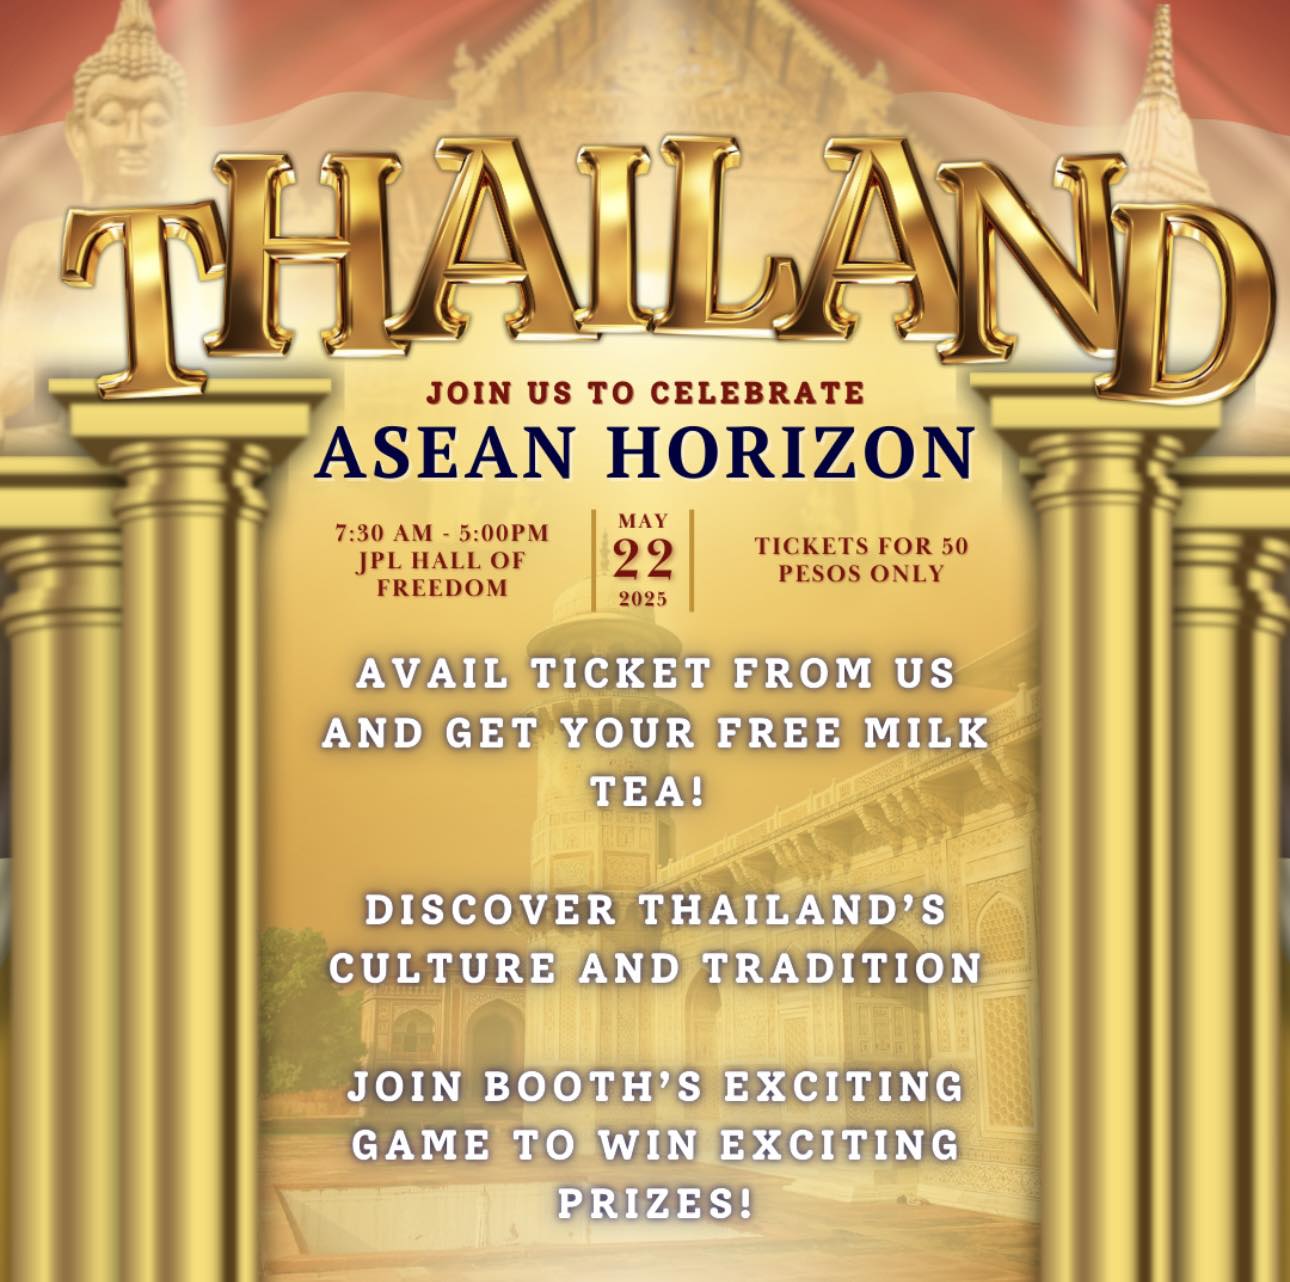 THAILAND
JOIN US TO CELEBRATE
ASEAN HORIZON
7:30 AM - 5:00PM
JPL HALL OF
FREEDOM
MAY
22
2025
TICKETS FOR 50
PESOS ONLY
AVAIL TICKET FROM US
AND GET YOUR FREE MILK
TEA!
DISCOVER THAILAND’S
CULTURE AND TRADITION
JOIN BOOTH’S EXCITING
GAME TO WIN EXCITING
PRIZES!